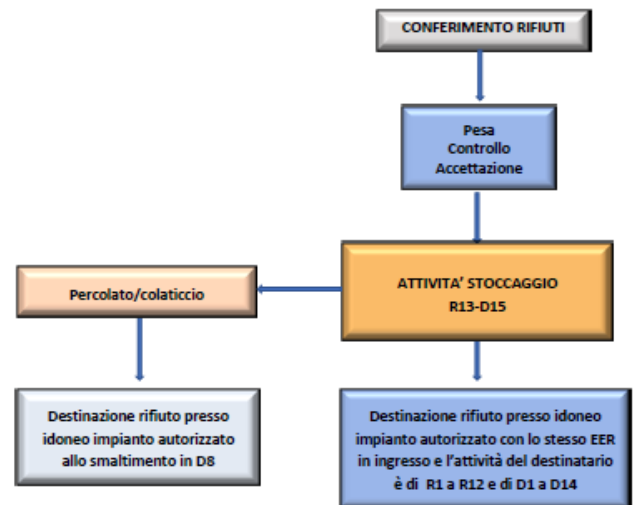 CONFERIMENTO RIFIUTI
Pesa
Controllo
Accettazione
ATTIVITA’ STOCCAGGIO
R13-D15
Percolato/colaticcio
Destinazione rifiuto presso
idoneo impianto autorizzato
allo smaltimento in D8
Destinazione rifiuto presso idoneo
impianto autorizzato con lo stesso EER
in ingresso e l’attività del destinatario
è di R1 a R12 e di D1 a D14